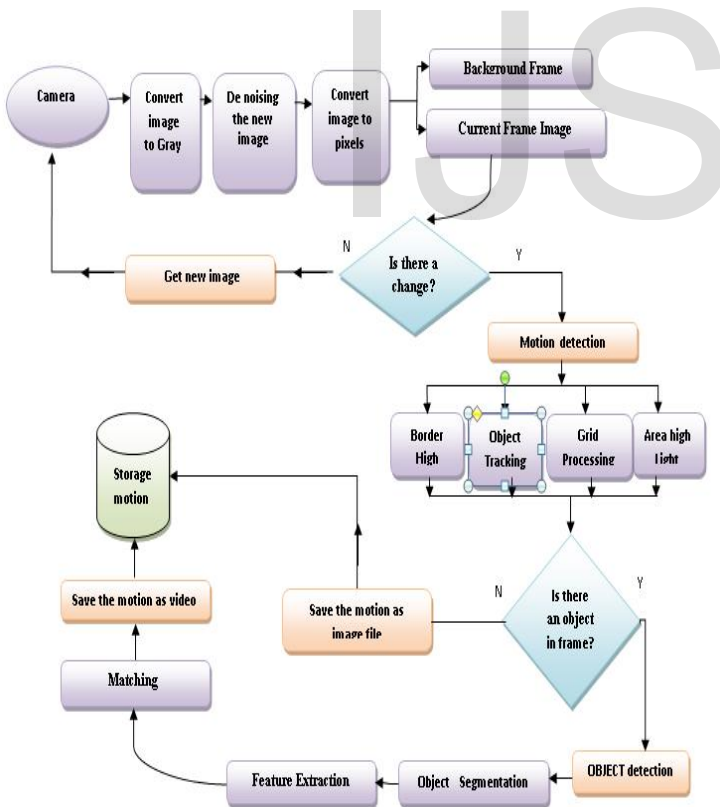 IJS
Camera
Convert
image
to Gray
De noising
the new
image
Convert
image to
pixels
Background Frame
Current Frame Image
Is there a
change?
N
Y
Get new image
Motion detection
Border
High
Object
Tracking
Grid
Processing
Area high
Light
Storage
motion
Is there
an object
in frame?
N
Y
Save the motion as
image file
Save the motion as video
Matching
Feature Extraction
Object Segmentation
OBJECT detection